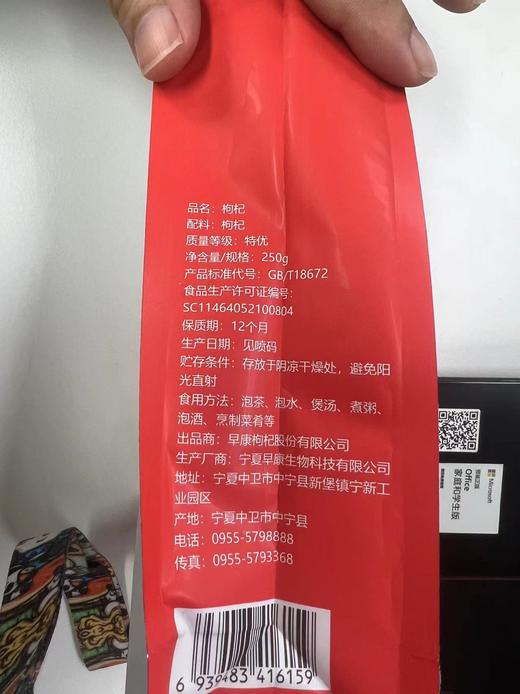 品名：枸杞
配料：枸杞
质量等级：特优
净含量/规格：250g
产品标准代号：GB/T18672
食品生产许可证编号：
SC11464052100804
保质期：12个月
生产日期：见喷码
贮存条件：存放于阴凉干燥处，避免阳
光直射
食用方法：泡茶、泡水、煲汤、煮粥、
泡酒、烹制菜肴等
出品商：早康枸杞股份有限公司
生产厂商：宁夏早康生物科技有限公司
地址：宁夏中卫市中宁县新堡镇宁新工
业园区
产地：宁夏中卫市中宁县
电话：0955-5798888
传真：0955-5793368
6 939483 416159
Microsoft
Office
家庭和学生版